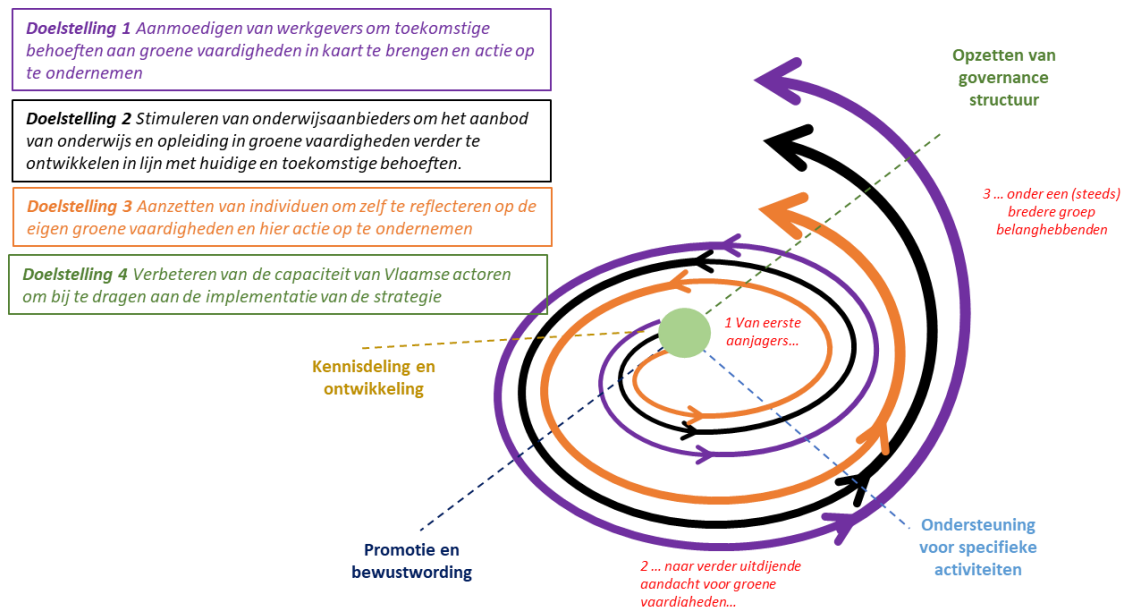 Doelstelling 1 Aanmoedigen van werkgevers om toekomstige
behoeften aan groene vaardigheden in kaart te brengen en actie op
te ondernemen
Doelstelling 2 Stimuleren van onderwijsaanbieders om het aanbod
van onderwijs en opleiding in groene vaardigheden verder te
ontwikkelen in lijn met huidige en toekomstige behoeften.
Doelstelling 3 Aanzetten van individuen om zelf te reflecteren op de
eigen groene vaardigheden en hier actie op te ondernemen
Doelstelling 4 Verbeteren van de capaciteit van Vlaamse actoren
om bij te dragen aan de implementatie van de strategie
Opzetten van
governance
structuur
3 ... onder een (steeds)
bredere groep
belanghebbenden
1 Van eerste
aanjagers...
Kennisdeling en
ontwikkeling
Promotie en
bewustwording
Ondersteuning
voor specifieke
activiteiten
2 ... naar verder uitdijende
aandacht voor groene
vaardigheden...